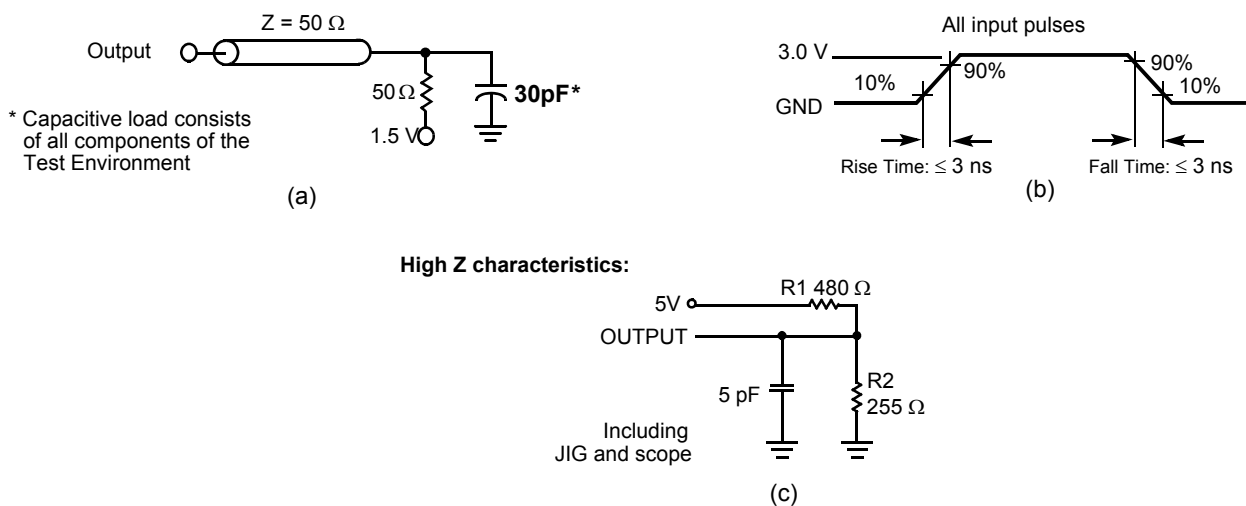 Z = 50 Ω
Output
50 Ω
30pF*
1.5 V
* Capacitive load consists
of all components of the
Test Environment
(a)
All input pulses
3.0 V
90%
90%
10%
10%
GND
Rise Time: ≤ 3 ns
Fall Time: ≤ 3 ns
(b)
High Z characteristics:
R1 480 Ω
5V
OUTPUT
5 pF
R2
255 Ω
Including
JIG and scope
(c)